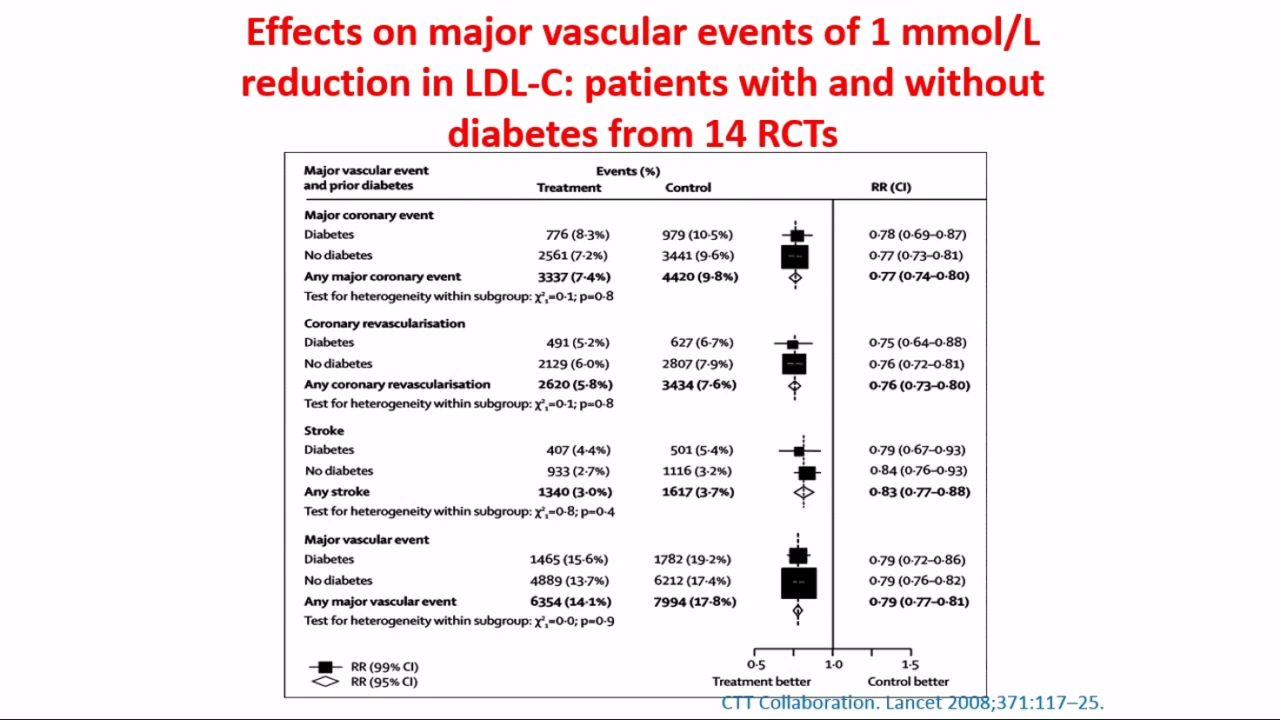 Effects on major vascular events of 1 mmol/L
reduction in LDL-C: patients with and without
diabetes from 14 RCTs
Major vascular event and prior diabetes Events (%) RR (CI)
Treatment Control
Major coronary event
Diabetes 776 (8·3%) 979 (10·5%) 0·78 (0·69–0·87)
No diabetes 2561 (7·2%) 3441 (9·6%) 0·77 (0·73–0·81)
Any major coronary event 3337 (7·4%) 4420 (9·8%) 0·77 (0·74–0·80)
Test for heterogeneity within subgroup: χ²₁=0·1; p=0·8
Coronary revascularisation
Diabetes 491 (5·2%) 627 (6·7%) 0·75 (0·64–0·88)
No diabetes 2129 (6·0%) 2807 (7·9%) 0·76 (0·72–0·81)
Any coronary revascularisation 2620 (5·8%) 3434 (7·6%) 0·76 (0·73–0·80)
Test for heterogeneity within subgroup: χ²₁=0·1; p=0·8
Stroke
Diabetes 407 (4·4%) 501 (5·4%) 0·79 (0·67–0·93)
No diabetes 933 (2·7%) 1116 (3·2%) 0·84 (0·76–0·93)
Any stroke 1340 (3·0%) 1617 (3·7%) 0·83 (0·77–0·88)
Test for heterogeneity within subgroup: χ²₁=0·8; p=0·4
Major vascular event
Diabetes 1465 (15·6%) 1782 (19·2%) 0·79 (0·72–0·86)
No diabetes 4889 (13·7%) 6212 (17·4%) 0·79 (0·76–0·82)
Any major vascular event 6354 (14·1%) 7994 (17·8%) 0·79 (0·77–0·81)
Test for heterogeneity within subgroup: χ²₁=0·0; p=0·9
RR (99% CI)
RR (95% CI)
0·5 1·0 1·5
Treatment better Control better
CTT Collaboration. Lancet 2008;371:117–25.